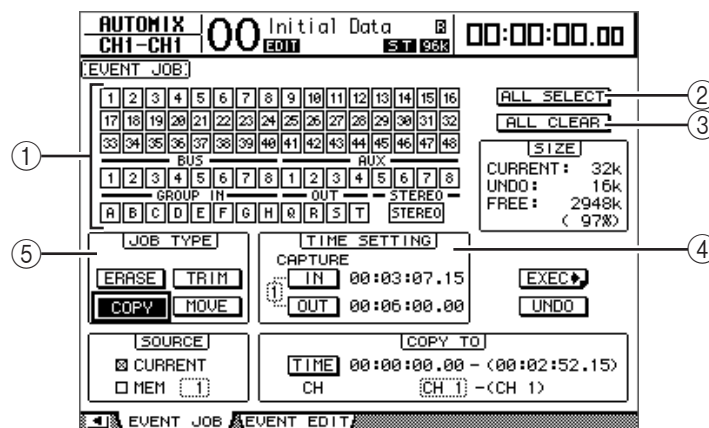 AUTOMIX
CH1-CH1
00 Initial Data R
EDIT ST 96K
00:00:00.00
EVENT JOB
1 2 3 4 5 6 7 8 9 10 11 12 13 14 15 16
ALL SELECT
2
17 18 19 20 21 22 23 24 25 26 27 28 29 30 31 32
ALL CLEAR
3
33 34 35 36 37 38 39 40 41 42 43 44 45 46 47 48
1
BUS AUX
1 2 3 4 5 6 7 8 1 2 3 4 5 6 7 8
GROUP IN OUT STEREO
A B C D E F G H Q R S T STEREO
SIZE
CURRENT: 32k
UNDO: 16k
FREE: 2948k
( 97%)
5
JOB TYPE
ERASE TRIM
COPY MOVE
TIME SETTING
4
CAPTURE
1
IN 00:03:07.15
OUT 00:06:00.00
EXEC
UNDO
SOURCE
CURRENT
MEM 1
COPY TO
TIME 00:00:00.00 - (00:02:52.15)
CH CH 1 -(CH 1)
EVENT JOB EVENT EDIT